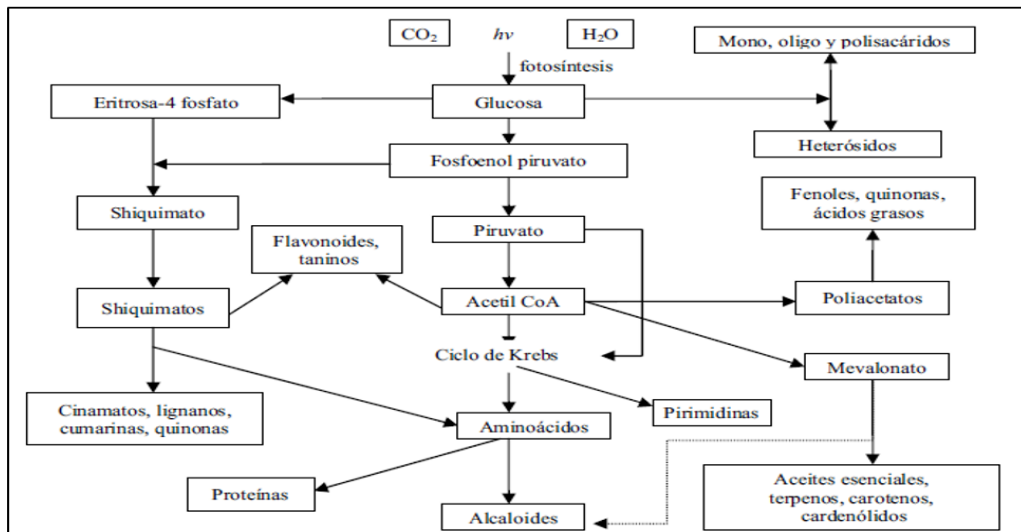 CO₂
hν
H₂O
Mono, oligo y polisacáridos
fotosíntesis
Eritrosa-4 fosfato
Glucosa
Heterósidos
Fosfoenol piruvato
Fenoles, quinonas,
ácidos grasos
Shiquimato
Piruvato
Flavonoides,
taninos
Shiquimatos
Acetil CoA
Poliacetatos
Ciclo de Krebs
Mevalonato
Cinamatos, lignanos,
cumarinas, quinonas
Aminoácidos
Pirimidinas
Proteínas
Aceites esenciales,
terpenos, carotenos,
cardenólidos
Alcaloides